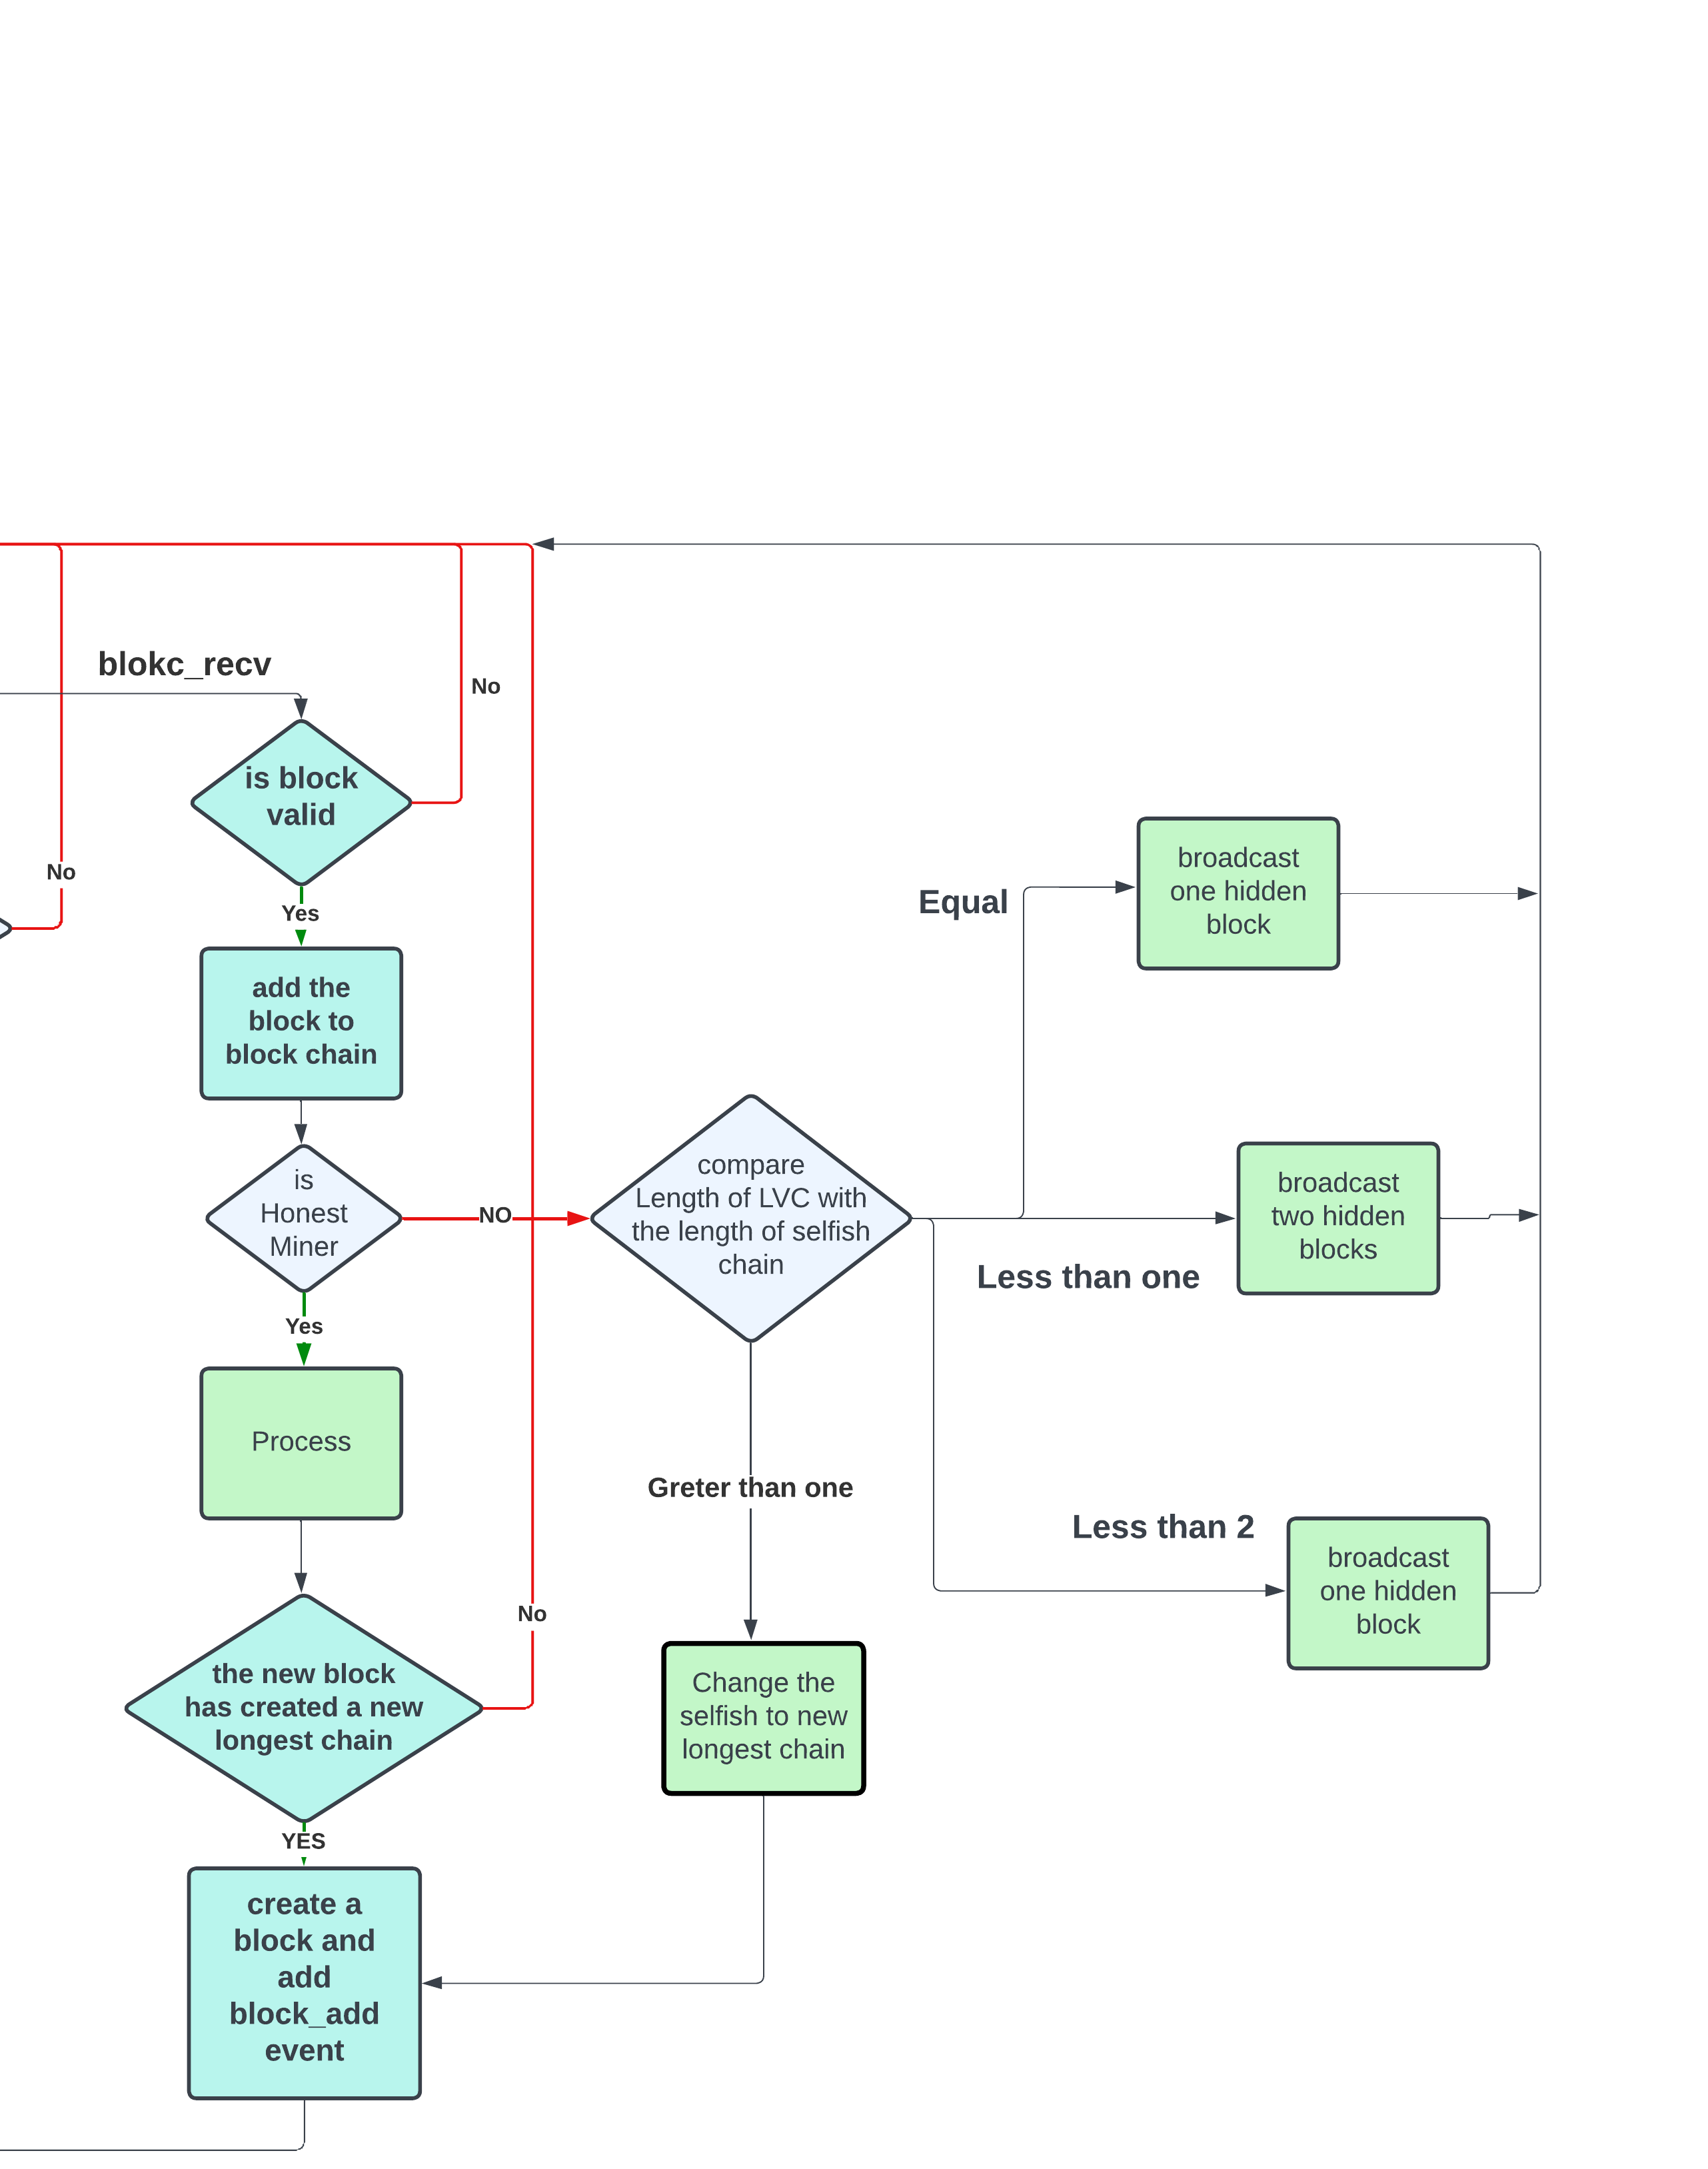 blokc_recv
No
is block
valid
No
Yes
Equal
broadcast
one hidden
block
add the
block to
block chain
compare
Length of LVC with
the length of selfish
chain
is
Honest
Miner
NO
broadcast
two hidden
blocks
Less than one
Yes
Process
Greter than one
Less than 2
broadcast
one hidden
block
No
the new block
has created a new
longest chain
Change the
selfish to new
longest chain
YES
create a
block and
add
block_add
event